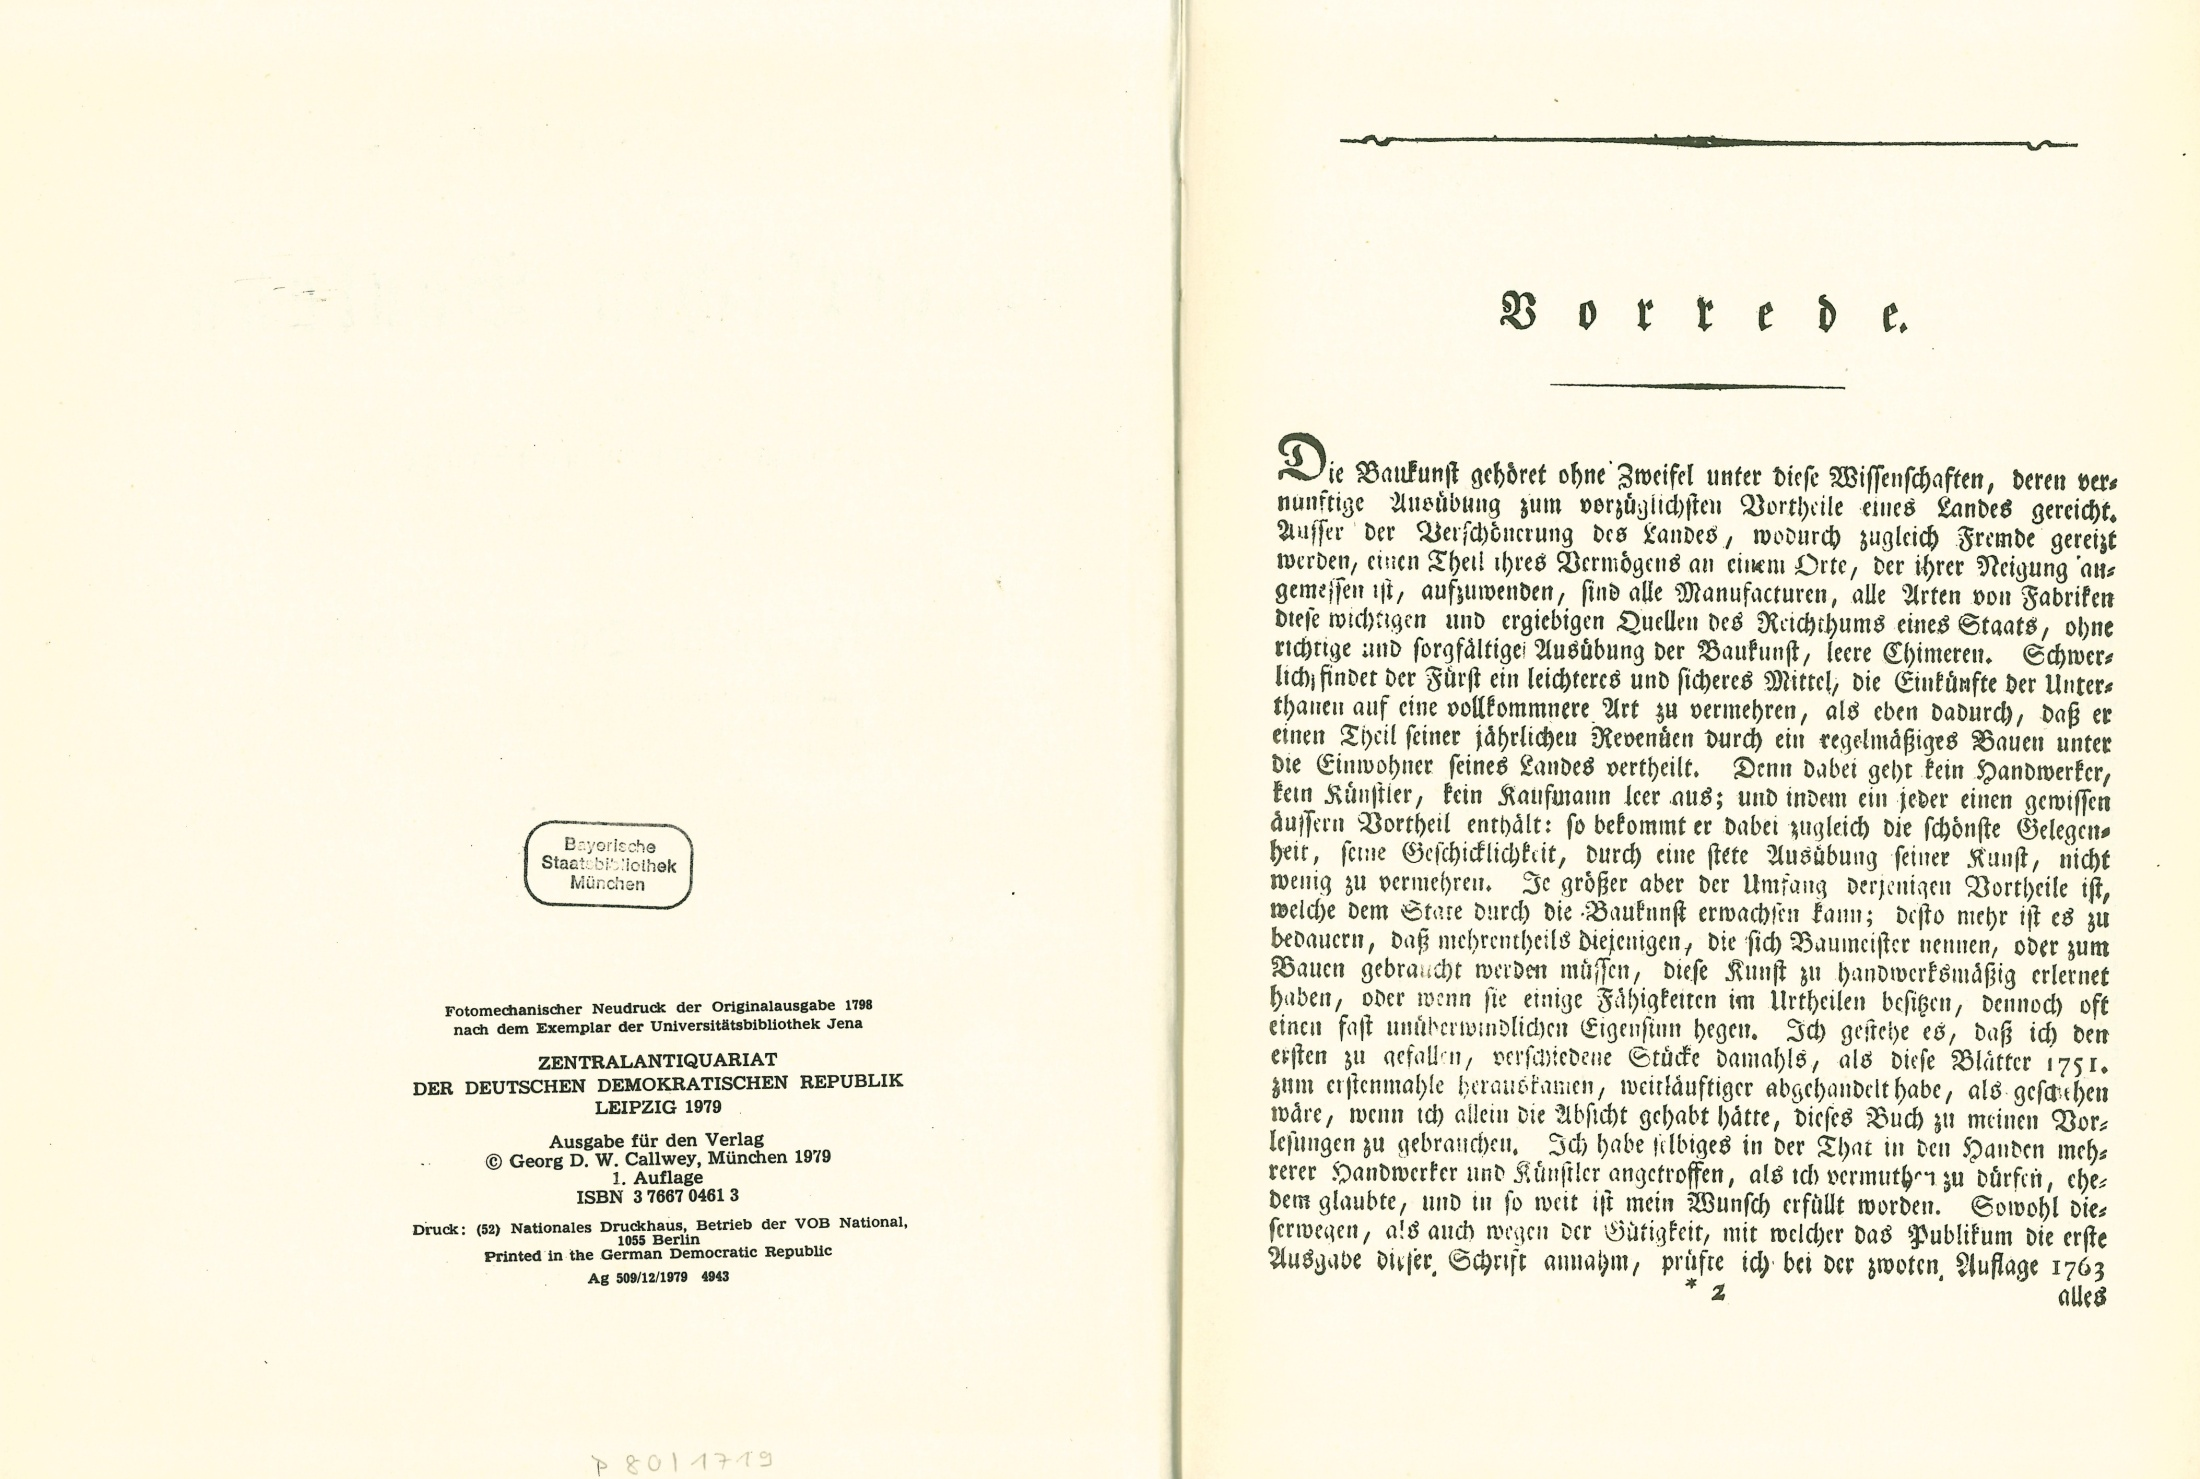 Bayerische
Staatsbibliothek
München
Fotomechanischer Neudruck der Originalausgabe 1798
nach dem Exemplar der Universitätsbibliothek Jena
ZENTRALANTIQUARIAT
DER DEUTSCHEN DEMOKRATISCHEN REPUBLIK
LEIPZIG 1979
Ausgabe für den Verlag
© Georg D. W. Callwey, München 1979
1. Auflage
ISBN 3 7667 0461 3
Druck: (52) Nationales Druckhaus, Betrieb der VOB National,
1055 Berlin
Printed in the German Democratic Republic
Ag 509/12/1979 4943
P 80/1719
Vorrede.
Die Baukunst gehöret ohne Zweifel unter diese Wissenschaften, deren ver-
nunftige Ausübung zum vorzüglichsten Vortheile eines Landes gereicht.
Ausser der Verschönerung des Landes, wodurch zugleich Fremde gereizt
werden, einen Theil ihres Vermögens an einem Orte, der ihrer Neigung an-
gemessen ist, aufzuwenden, sind alle Manufacturen, alle Arten von Fabriken
diese wichtigen und ergiebigen Quellen des Reichthums eines Staats, ohne
richtige und sorgfältige Ausübung der Baukunst, leere Chimeren. Schwer-
lich findet der Fürst ein leichteres und sicheres Mittel, die Einkünfte der Unter-
thanen auf eine vollkommnere Art zu vermehren, als eben dadurch, daß er
einen Theil seiner jährlichen Revenüen durch ein regelmäßiges Bauen unter
die Einwohner seines Landes vertheilt. Denn dabei geht kein Handwerker,
kein Künstler, kein Kaufmann leer aus; und indem ein jeder einen gewissen
äussern Vortheil enthält: so bekommt er dabei zugleich die schönste Gelegen-
heit, seine Geschicklichkeit, durch eine stete Ausübung seiner Kunst, nicht
wenig zu vermehren. Je größer aber der Umfang derjenigen Vortheile ist,
welche dem State durch die Baukunst erwachsen kann; desto mehr ist es zu
bedauern, daß mehrentheils diejenigen, die sich Baumeister nennen, oder zum
Bauen gebraucht werden müssen, diese Kunst zu handwerksmäßig erlernet
haben, oder wenn sie einige Fähigkeiten im Urtheilen besitzen, dennoch oft
einen fast unüberwindlichen Eigensinn hegen. Ich gestehe es, daß ich den
ersten zu gefallen, verschiedene Stücke damahls, als diese Blätter 1751.
zum erstenmahle herauskamen, weitläuftiger abgehandelt habe, als geschehen
wäre, wenn ich allein die Absicht gehabt hätte, dieses Buch zu meinen Vor-
lesungen zu gebrauchen. Ich habe selbiges in der That in den Handen meh-
rerer Handwerker und Künstler angetroffen, als ich vermuthen zu dürfen, ehe-
dem glaubte, und in so weit ist mein Wunsch erfüllt worden. Sowohl die-
serwegen, als auch wegen der Gütigkeit, mit welcher das Publikum die erste
Ausgabe dieser Schrift annahm, prüfte ich bei der zwoten Auflage 1763
* 2
alles